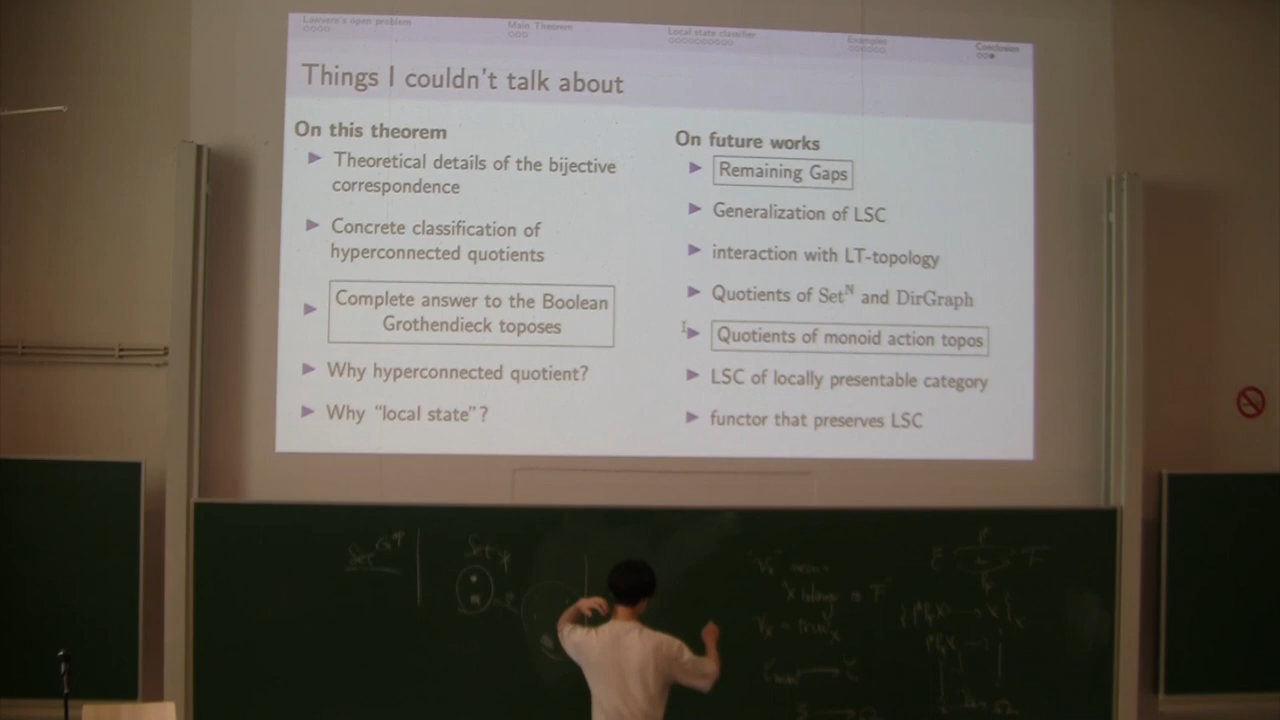 Lawvere's open problem
Main Theorem
Local state classifier
Examples
Conclusion
Things I couldn't talk about
On this theorem
Theoretical details of the bijective
correspondence
Concrete classification of
hyperconnected quotients
Complete answer to the Boolean
Grothendieck toposes
Why hyperconnected quotient?
Why "local state"?
On future works
Remaining Gaps
Generalization of LSC
interaction with LT-topology
Quotients of Set^N and DirGraph
Quotients of monoid action topos
LSC of locally presentable category
functor that preserves LSC